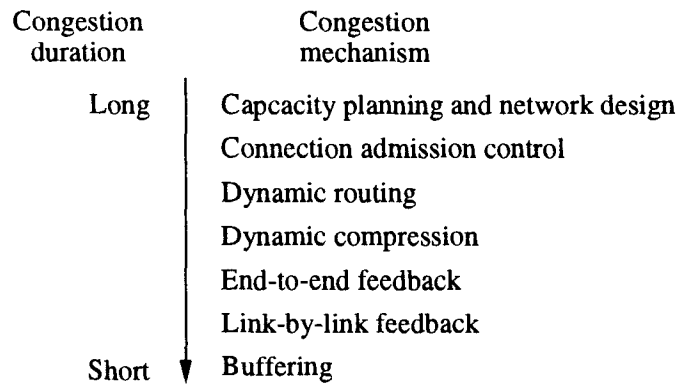 Congestion duration
Congestion mechanism
Long
Capcacity planning and network design
Connection admission control
Dynamic routing
Dynamic compression
End-to-end feedback
Link-by-link feedback
Short
Buffering